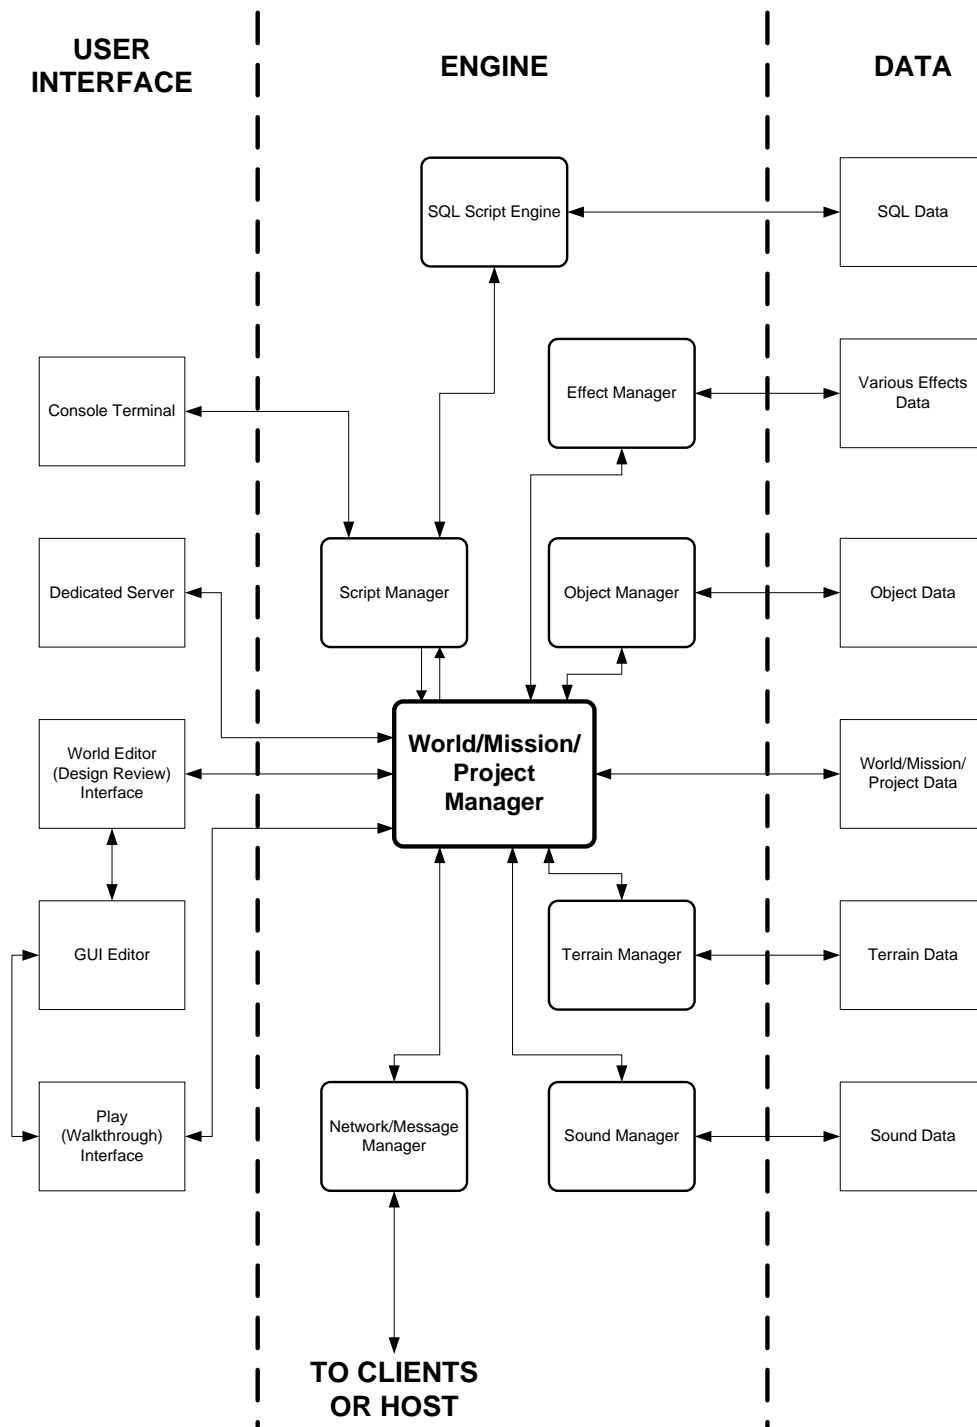 USER
INTERFACE
ENGINE
DATA
SQL Script Engine
SQL Data
Effect Manager
Various Effects
Data
Console Terminal
Dedicated Server
Script Manager
Object Manager
Object Data
World Editor
(Design Review)
Interface
World/Mission/
Project
Manager
World/Mission/
Project Data
GUI Editor
Terrain Manager
Terrain Data
Play
(Walkthrough)
Interface
Network/Message
Manager
Sound Manager
Sound Data
TO CLIENTS
OR HOST